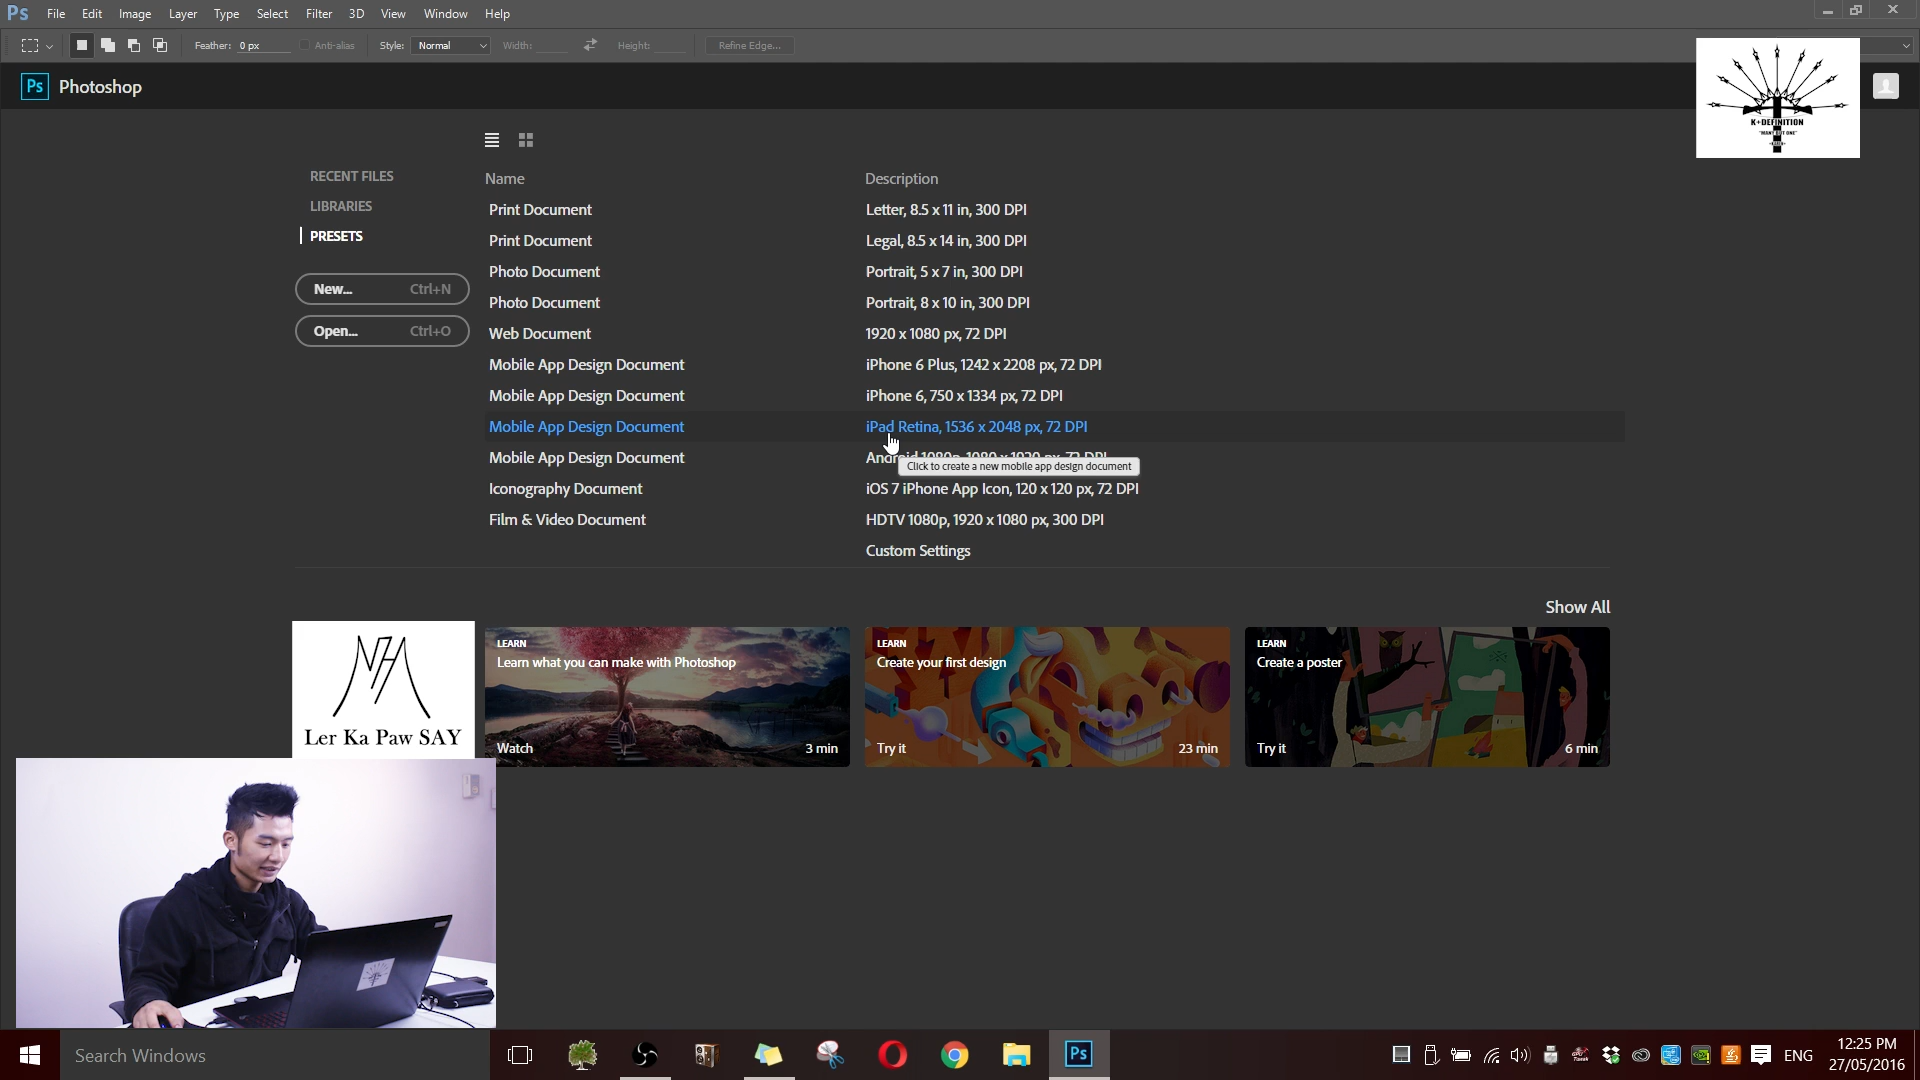 Ps File Edit Image Layer Type Select Filter 3D View Window Help
Feather: 0 px Anti-alias Style: Normal Width: Height: Refine Edge...
Ps Photoshop
K+DEFINITION
RECENT FILES
LIBRARIES
PRESETS
New... Ctrl+N
Open... Ctrl+O
Name Description
Print Document Letter, 8.5 x 11 in, 300 DPI
Print Document Legal, 8.5 x 14 in, 300 DPI
Photo Document Portrait, 5 x 7 in, 300 DPI
Photo Document Portrait, 8 x 10 in, 300 DPI
Web Document 1920 x 1080 px, 72 DPI
Mobile App Design Document iPhone 6 Plus, 1242 x 2208 px, 72 DPI
Mobile App Design Document iPhone 6, 750 x 1334 px, 72 DPI
Mobile App Design Document iPad Retina, 1536 x 2048 px, 72 DPI
Mobile App Design Document Android 1080p, 1080 x 1920 px, 72 DPI
Click to create a new mobile app design document
Iconography Document iOS 7 iPhone App Icon, 120 x 120 px, 72 DPI
Film & Video Document HDTV 1080p, 1920 x 1080 px, 300 DPI
Custom Settings
Show All
LEARN
Learn what you can make with Photoshop
Watch 3 min
LEARN
Create your first design
Try it 23 min
LEARN
Create a poster
Try it 6 min
Ler Ka Paw SAY
Search Windows
Ps
ENG
12:25 PM
27/05/2016